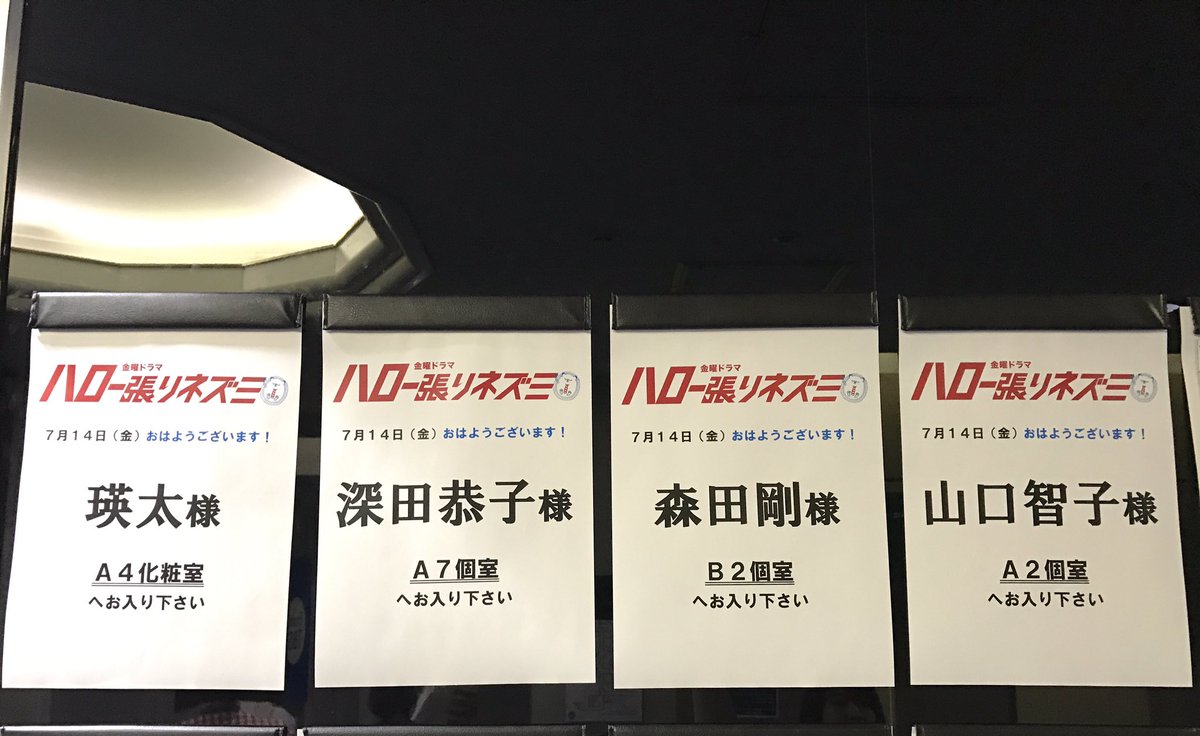 金曜ドラマ
ハロー張りネズミ
7月14日（金）おはようございます！
瑛太様
A4化粧室
へお入り下さい
金曜ドラマ
ハロー張りネズミ
7月14日（金）おはようございます！
深田恭子様
A7個室
へお入り下さい
金曜ドラマ
ハロー張りネズミ
7月14日（金）おはようございます！
森田剛様
B2個室
へお入り下さい
金曜ドラマ
ハロー張りネズミ
7月14日（金）おはようございます！
山口智子様
A2個室
へお入り下さい